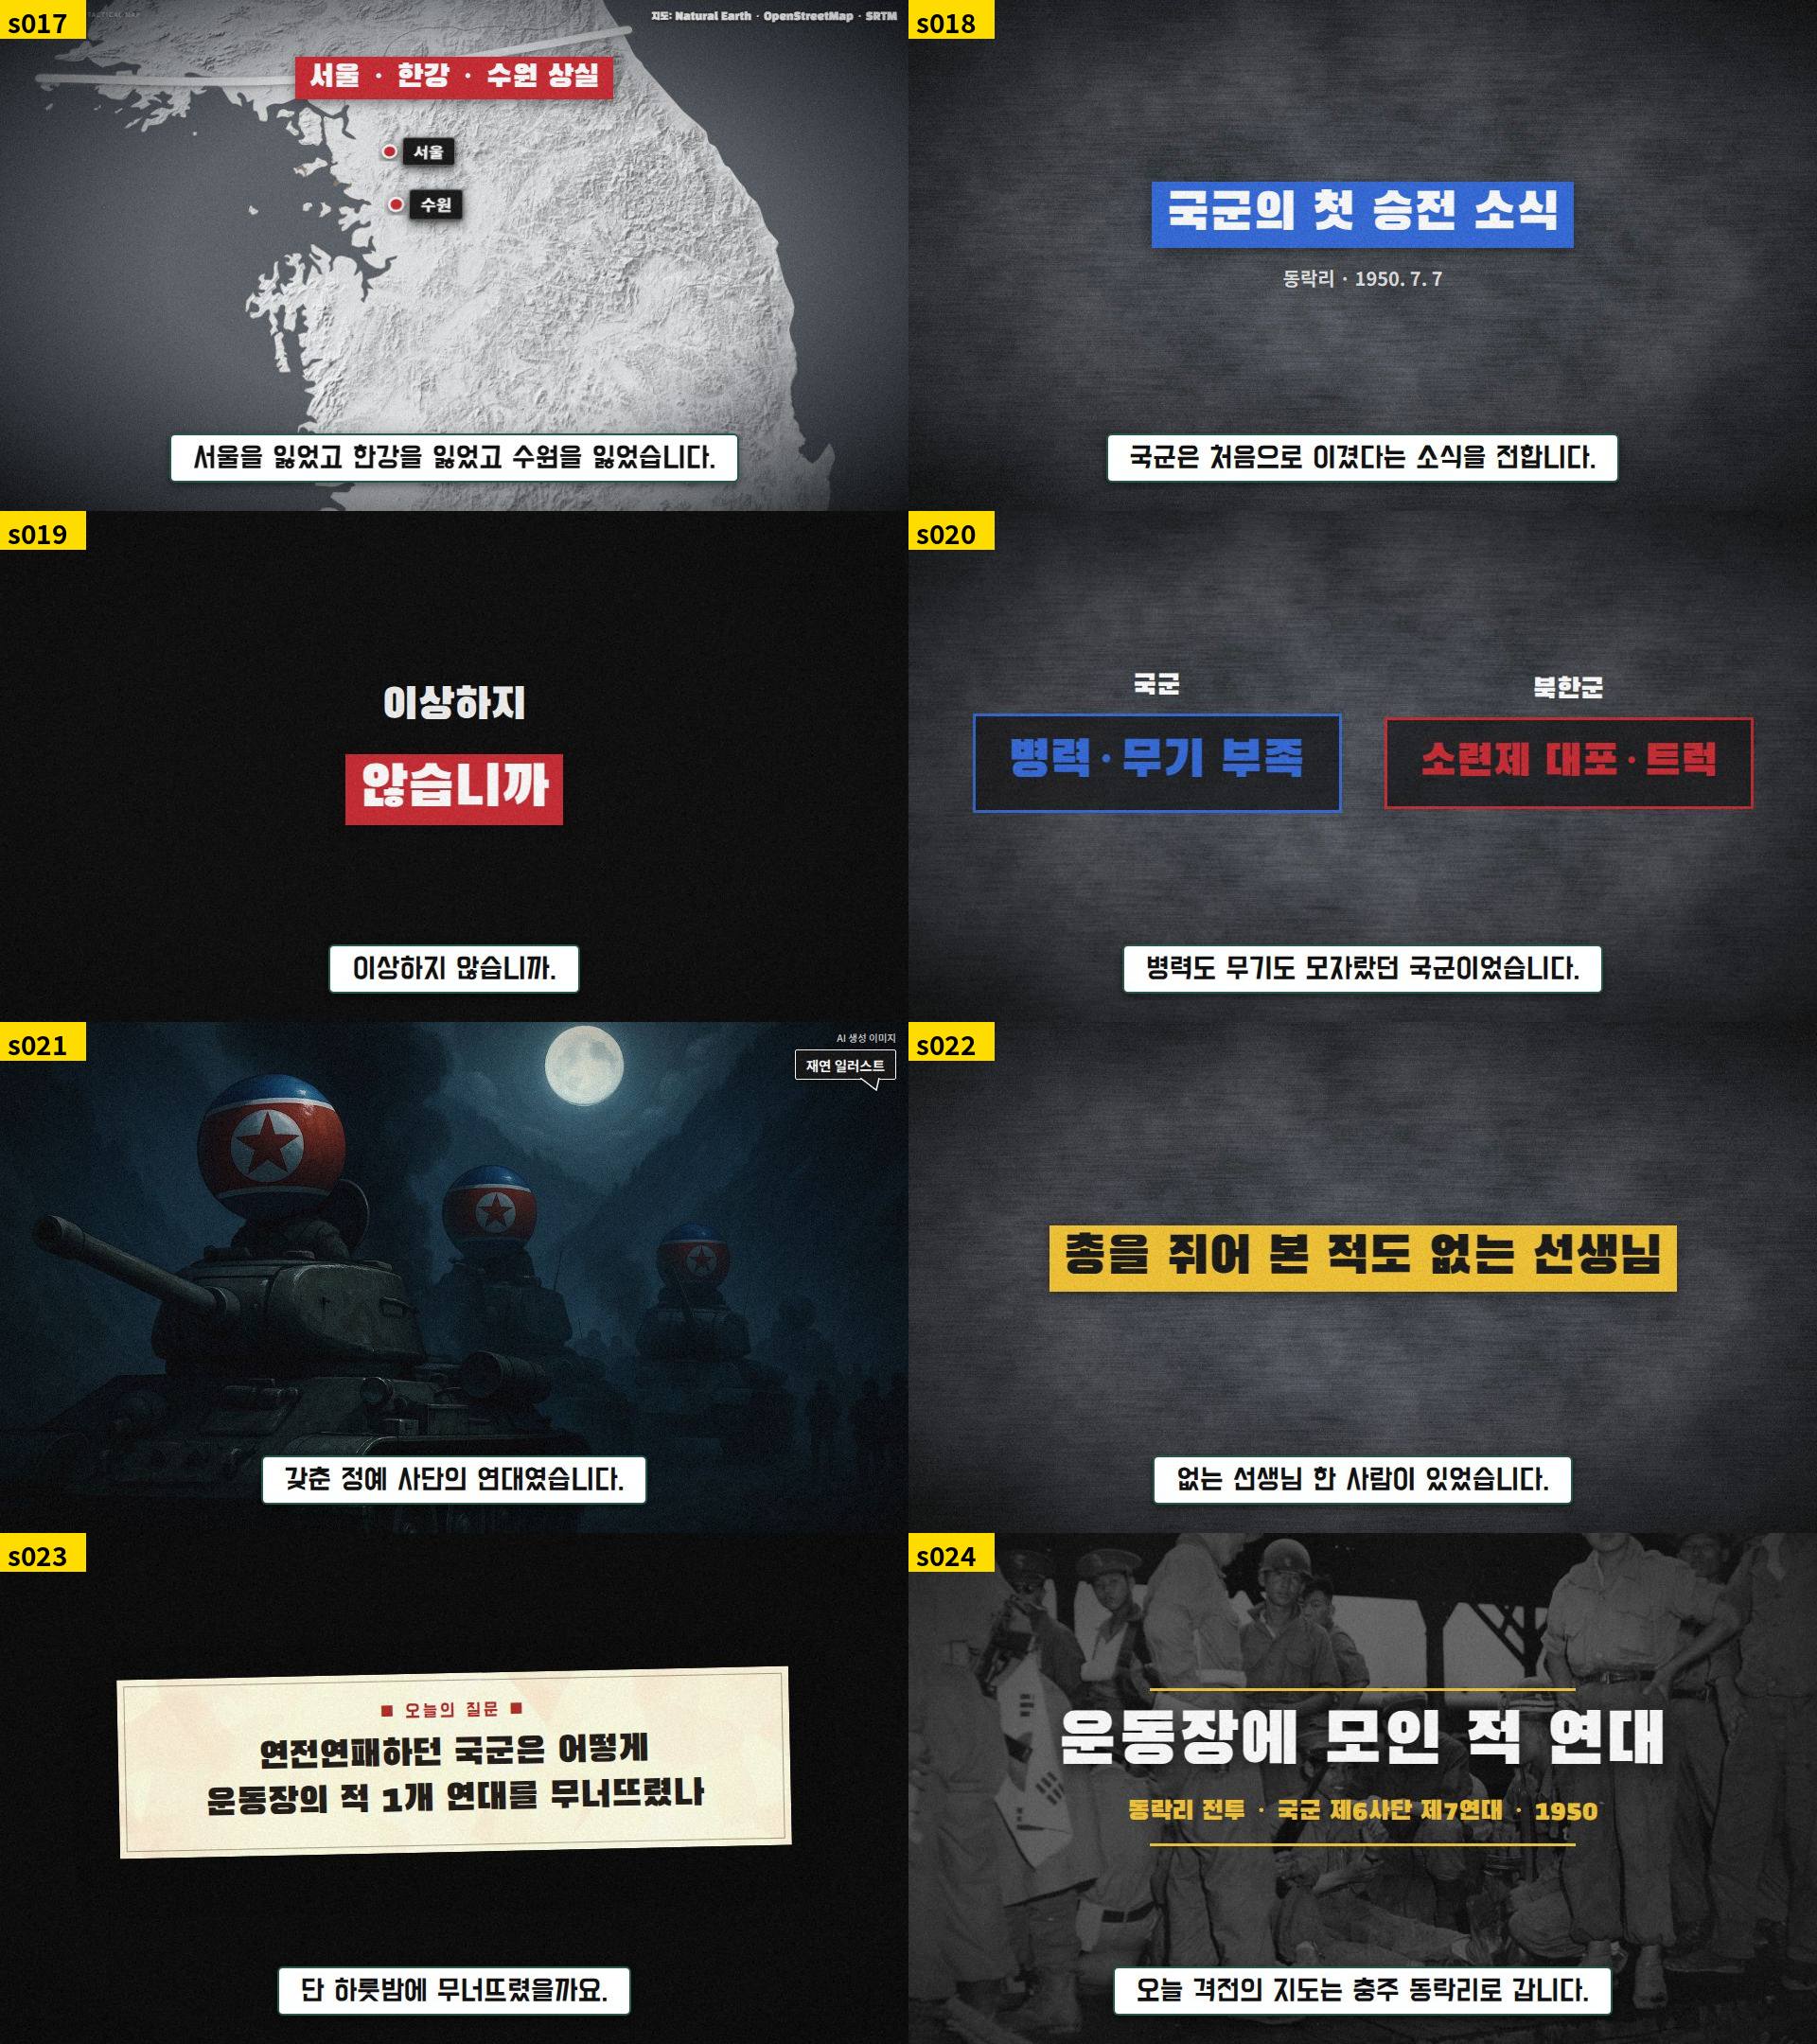 s017
지도: Natural Earth · OpenStreetMap · SRTM
서울 · 한강 · 수원 상실
서울
수원
서울을 잃었고 한강을 잃었고 수원을 잃었습니다.
s018
국군의 첫 승전 소식
동락리 · 1950. 7. 7
국군은 처음으로 이겼다는 소식을 전합니다.
s019
이상하지
않습니까
이상하지 않습니까.
s020
국군
병력·무기 부족
북한군
소련제 대포·트럭
병력도 무기도 모자랐던 국군이었습니다.
s021
AI 생성 이미지
재연 일러스트
갖춘 정예 사단의 연대였습니다.
s022
총을 쥐어 본 적도 없는 선생님
없는 선생님 한 사람이 있었습니다.
s023
■ 오늘의 질문 ■
연전연패하던 국군은 어떻게
운동장의 적 1개 연대를 무너뜨렸나
단 하룻밤에 무너뜨렸을까요.
s024
운동장에 모인 적 연대
동락리 전투 · 국군 제6사단 제7연대 · 1950
오늘 격전의 지도는 충주 동락리로 갑니다.